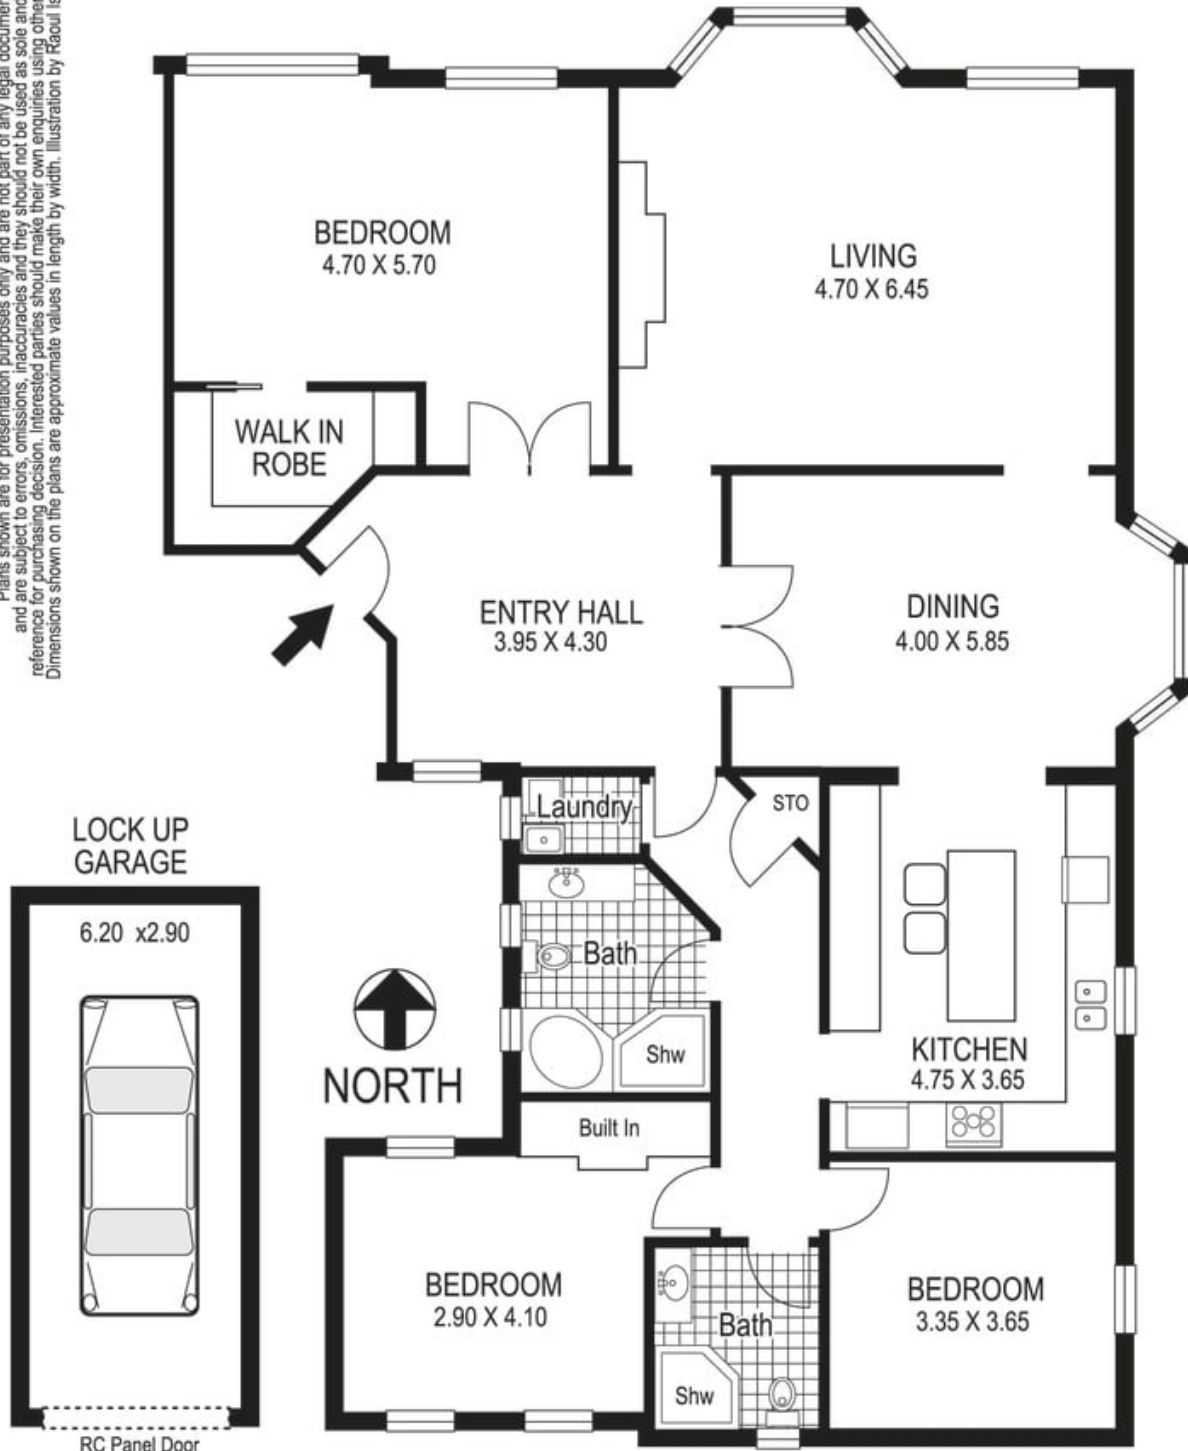 Plans shown are for presentation purposes only and are not part of any legal documen
and are subject to errors, omissions, inaccuracies and they should not be used as sole and
reference for purchasing decision. Interested parties should make their own enquiries using other
Dimensions shown on the plans are approximate values in length by width. Illustration by Raoul Is
BEDROOM
4.70 X 5.70
LIVING
4.70 X 6.45
WALK IN
ROBE
ENTRY HALL
3.95 X 4.30
DINING
4.00 X 5.85
Laundry
STO
LOCK UP
GARAGE
6.20 x2.90
Bath
Shw
KITCHEN
4.75 X 3.65
NORTH
Built In
BEDROOM
2.90 X 4.10
BEDROOM
3.35 X 3.65
Bath
Shw
RC Panel Door